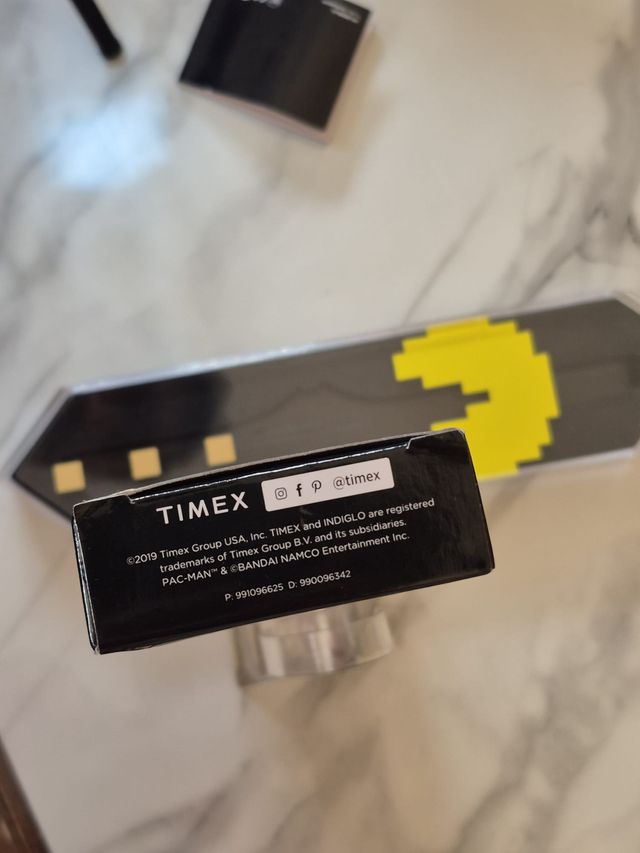 TIMEX @timex
©2019 Timex Group USA, Inc. TIMEX and INDIGLO are registered
trademarks of Timex Group B.V. and its subsidiaries.
PAC-MAN™ & ©BANDAI NAMCO Entertainment Inc.
P: 991096625 D: 990096342